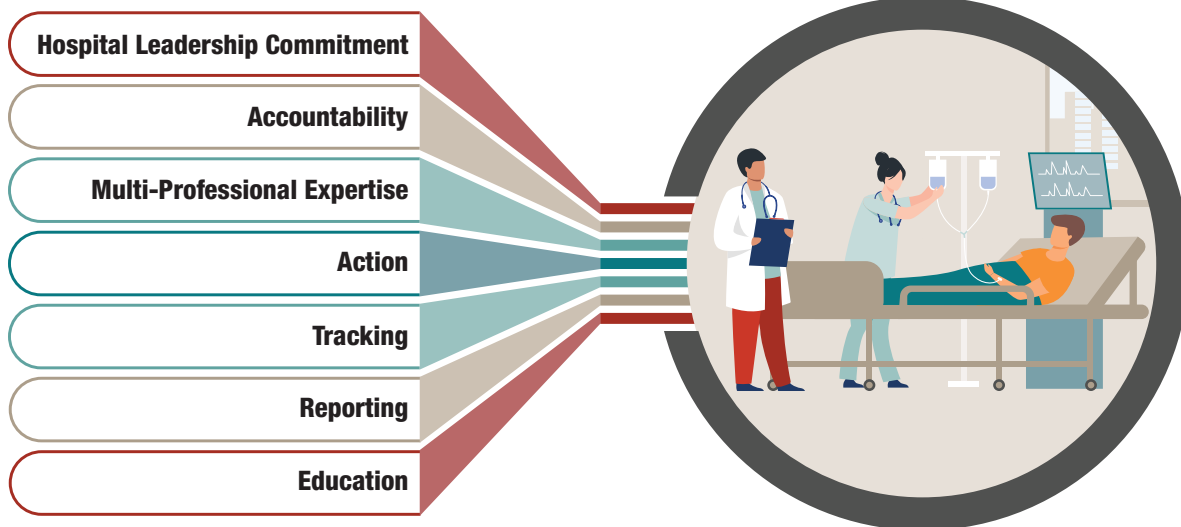 Hospital Leadership Commitment
Accountability
Multi-Professional Expertise
Action
Tracking
Reporting
Education